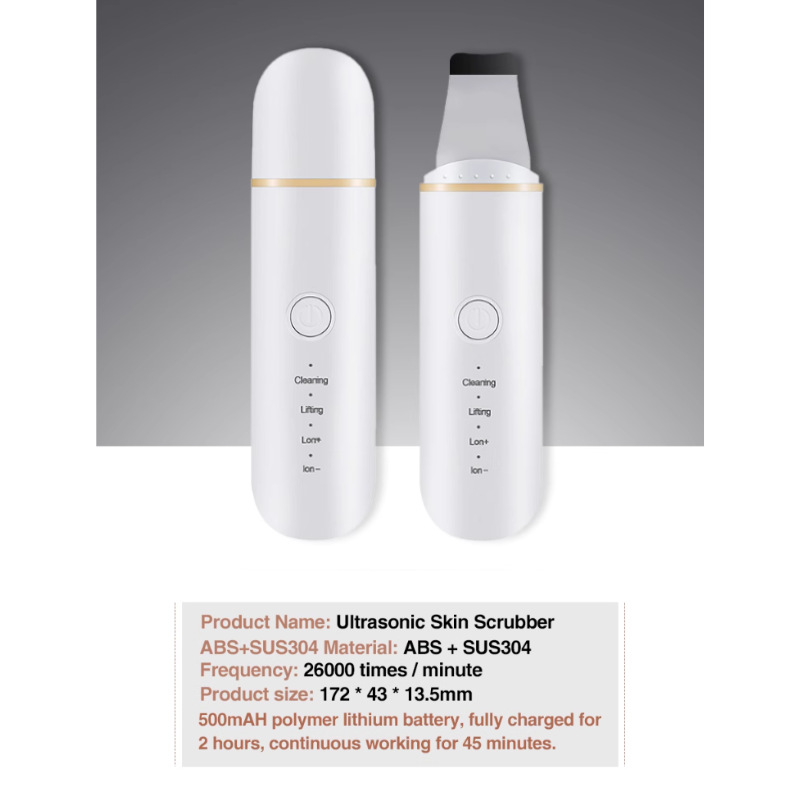 Cleaning
Lifting
Lon+
Ion-
Cleaning
Lifting
Lon+
Ion-
Product Name: Ultrasonic Skin Scrubber
ABS+SUS304 Material: ABS + SUS304
Frequency: 26000 times / minute
Product size: 172 * 43 * 13.5mm
500mAH polymer lithium battery, fully charged for
2 hours, continuous working for 45 minutes.